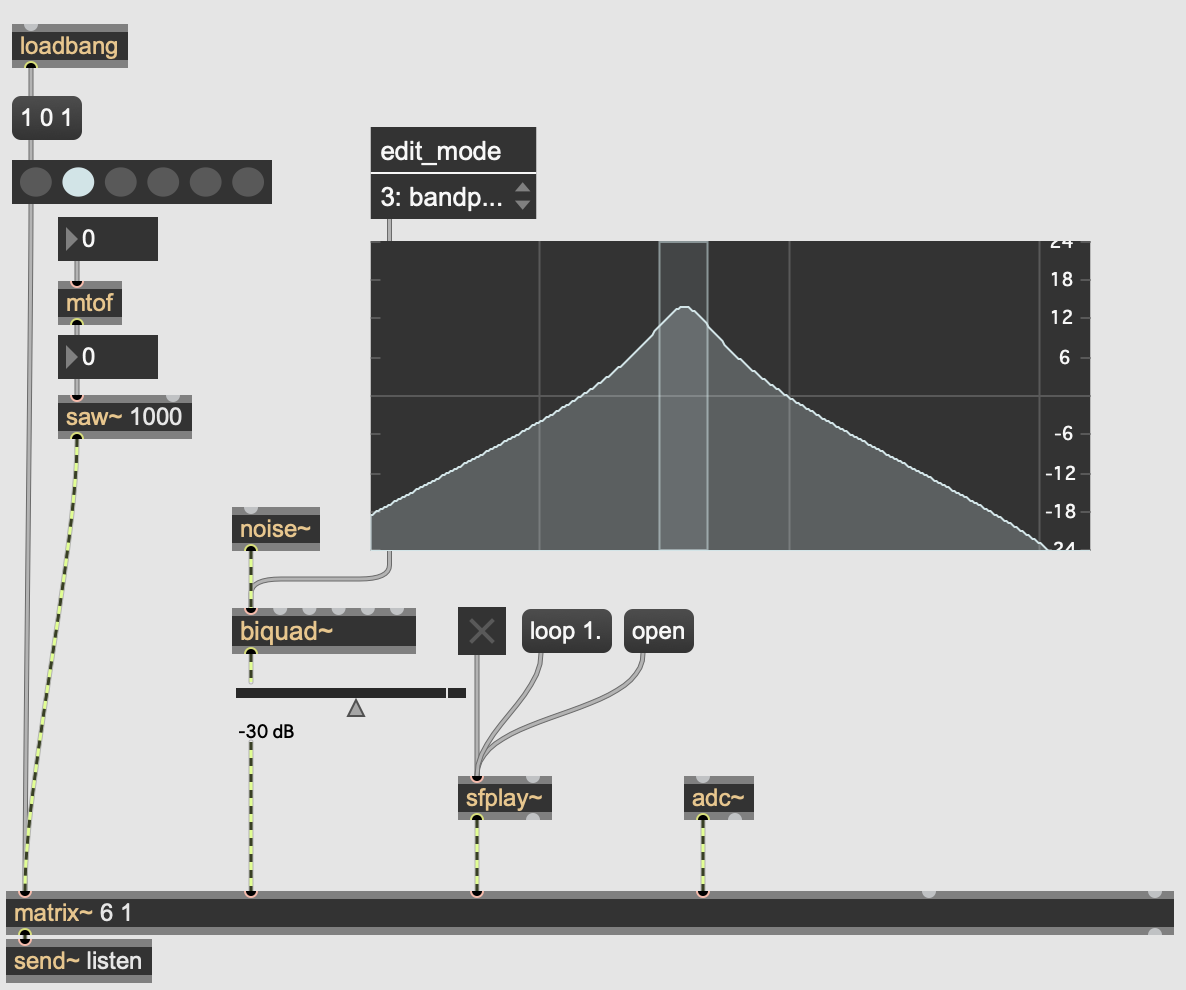 loadbang
1 0 1
edit_mode
3: bandp...
0
mtof
0
saw~ 1000
24
18
12
6
-6
-12
-18
-24
noise~
biquad~
loop 1.
open
-30 dB
sfplay~
adc~
matrix~ 6 1
send~ listen